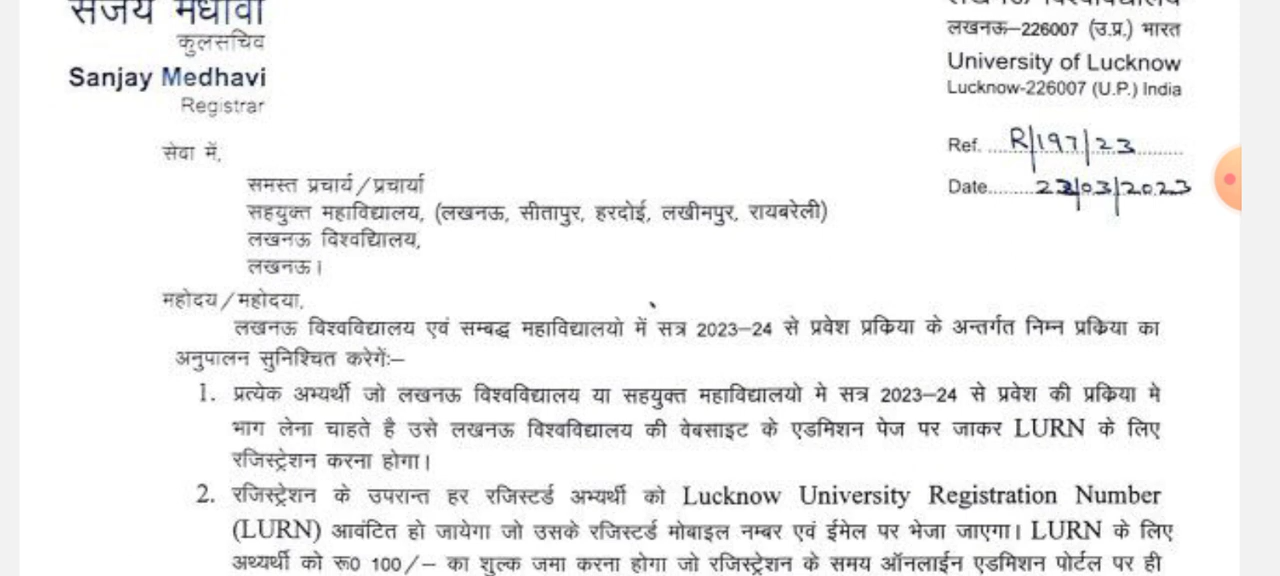 संजय मेधावी
कुलसचिव
Sanjay Medhavi
Registrar
लखनऊ विश्वविद्यालय
लखनऊ–226007 (उ.प्र.) भारत
University of Lucknow
Lucknow-226007 (U.P.) India
Ref. ....R/197/23............
Date.........23/03/2023
सेवा में,
समस्त प्रचार्य / प्रचार्या
सहयुक्त महाविद्यालय, (लखनऊ, सीतापुर, हरदोई, लखीमपुर, रायबरेली)
लखनऊ विश्वद्यिालय,
लखनऊ।
महोदय / महोदया,
लखनऊ विश्वविद्यालय एवं सम्बद्ध महाविद्यालयो में सत्र 2023–24 से प्रवेश प्रक्रिया के अन्तर्गत निम्न प्रक्रिया का
अनुपालन सुनिश्चित करेगें:–
1. प्रत्येक अभ्यर्थी जो लखनऊ विश्वविद्यालय या सहयुक्त महाविद्यालयो मे सत्र 2023–24 से प्रवेश की प्रक्रिया मे
भाग लेना चाहते है उसे लखनऊ विश्वविद्यालय की वेबसाइट के एडमिशन पेज पर जाकर LURN के लिए
रजिस्ट्रेशन करना होगा।
2. रजिस्ट्रेशन के उपरान्त हर रजिस्टर्ड अभ्यर्थी को Lucknow University Registration Number
(LURN) आवंटित हो जायेगा जो उसके रजिस्टर्ड मोबाइल नम्बर एवं ईमेल पर भेजा जाएगा। LURN के लिए
अथ्यर्थी को रू0 100/– का शुल्क जमा करना होगा जो रजिस्ट्रेशन के समय ऑनलाईन एडमिशन पोर्टल पर ही